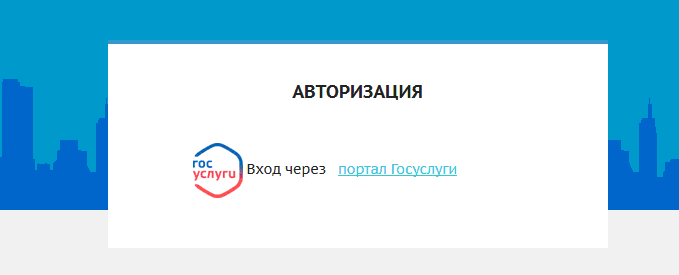 АВТОРИЗАЦИЯ
гос
услуги
Вход через портал Госуслуги